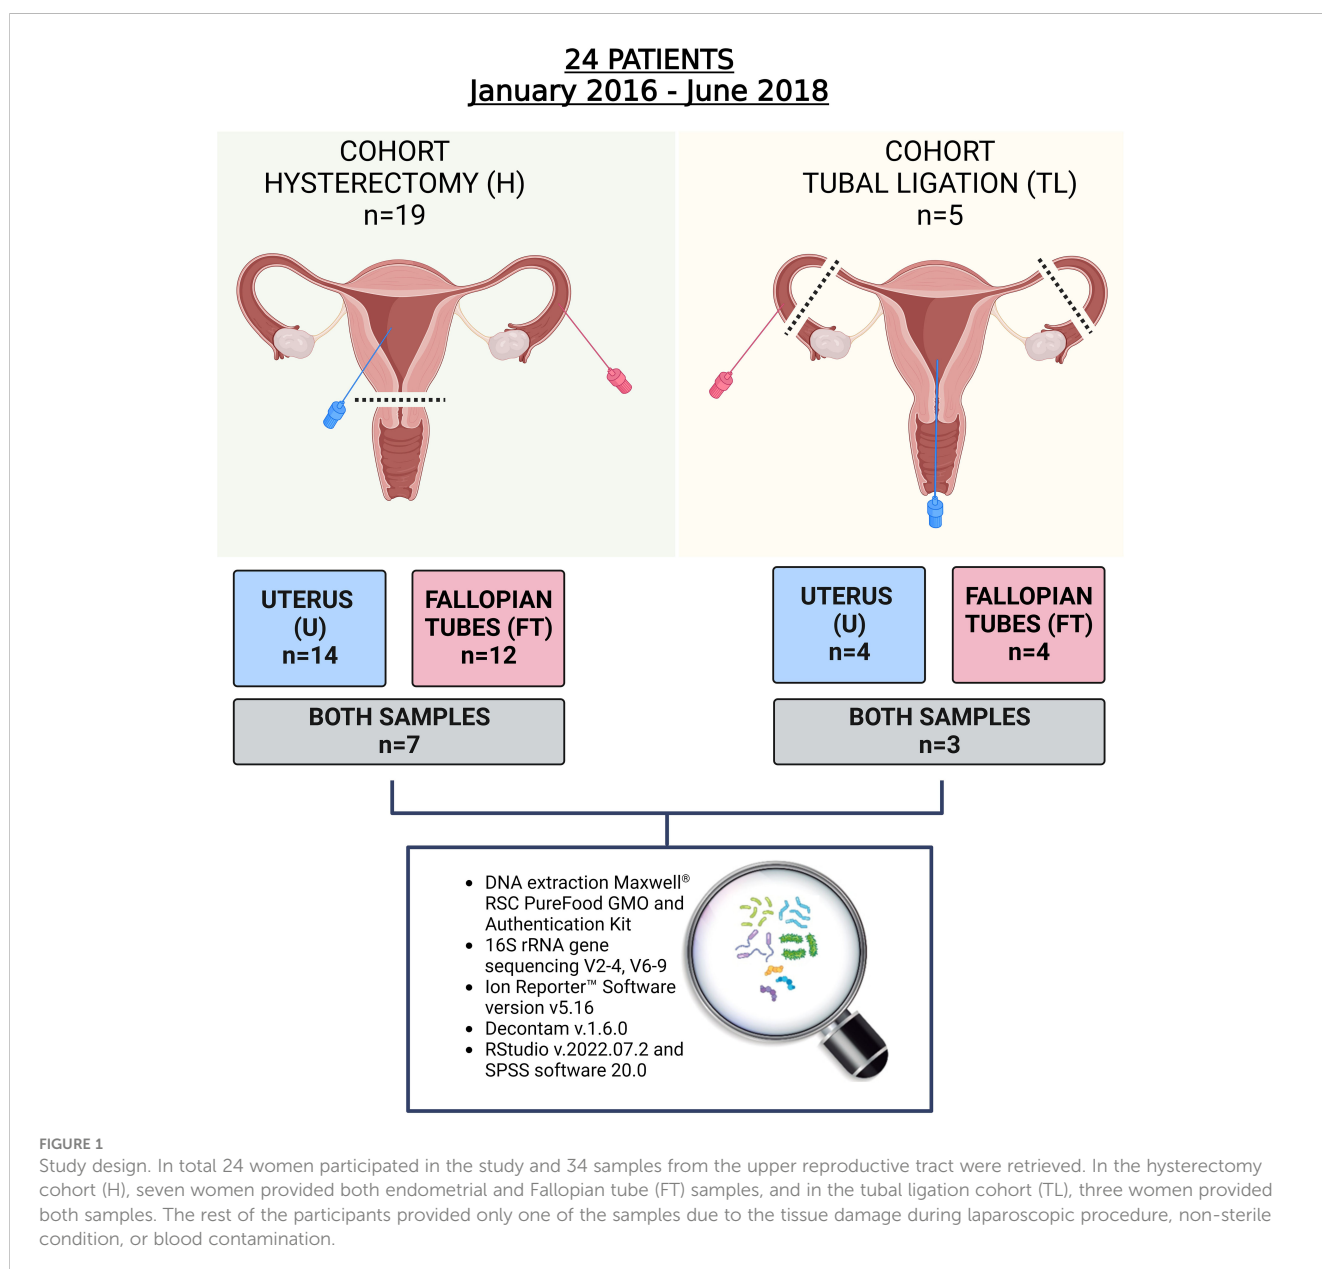 24 PATIENTS
January 2016 - June 2018
COHORT
HYSTERECTOMY (H)
n=19
COHORT
TUBAL LIGATION (TL)
n=5
UTERUS
(U)
n=14
FALLOPIAN
TUBES (FT)
n=12
BOTH SAMPLES
n=7
UTERUS
(U)
n=4
FALLOPIAN
TUBES (FT)
n=4
BOTH SAMPLES
n=3
• DNA extraction Maxwell®
RSC PureFood GMO and
Authentication Kit
• 16S rRNA gene
sequencing V2-4, V6-9
• Ion Reporter™ Software
version v5.16
• Decontam v.1.6.0
• RStudio v.2022.07.2 and
SPSS software 20.0
FIGURE 1
Study design. In total 24 women participated in the study and 34 samples from the upper reproductive tract were retrieved. In the hysterectomy
cohort (H), seven women provided both endometrial and Fallopian tube (FT) samples, and in the tubal ligation cohort (TL), three women provided
both samples. The rest of the participants provided only one of the samples due to the tissue damage during laparoscopic procedure, non-sterile
condition, or blood contamination.